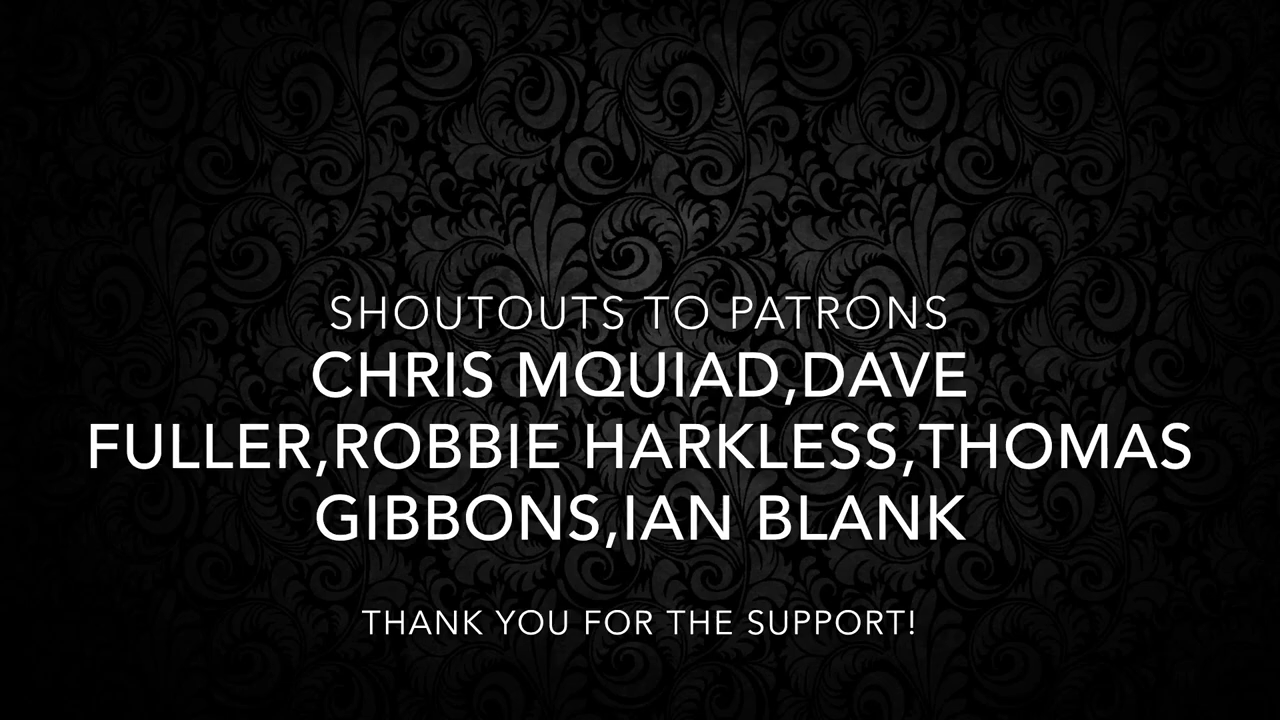 SHOUTOUTS TO PATRONS
CHRIS MQUIAD,DAVE
FULLER,ROBBIE HARKLESS,THOMAS
GIBBONS,IAN BLANK
THANK YOU FOR THE SUPPORT!